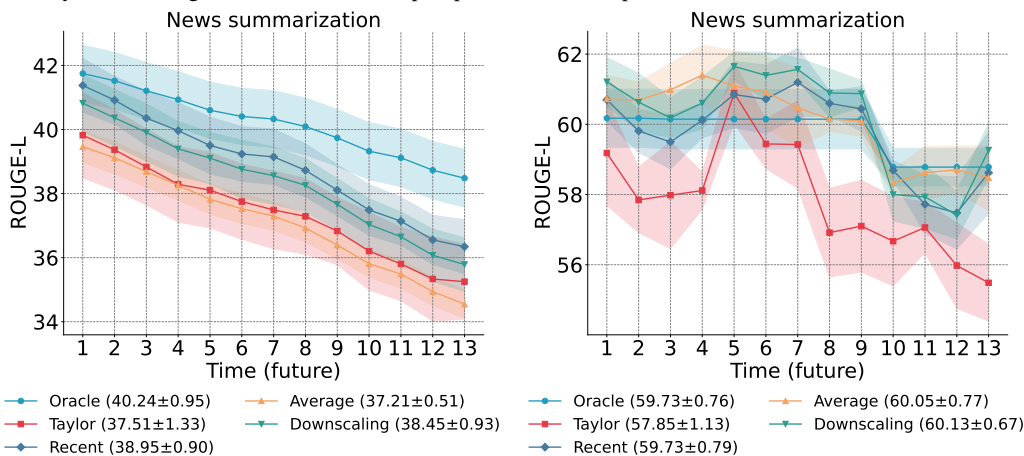 News summarization
ROUGE-L
42
40
38
36
34
1 2 3 4 5 6 7 8 9 10 11 12 13
Time (future)
Oracle (40.24±0.95)
Taylor (37.51±1.33)
Recent (38.95±0.90)
Average (37.21±0.51)
Downscaling (38.45±0.93)
News summarization
ROUGE-L
62
60
58
56
1 2 3 4 5 6 7 8 9 10 11 12 13
Time (future)
Oracle (59.73±0.76)
Taylor (57.85±1.13)
Recent (59.73±0.79)
Average (60.05±0.77)
Downscaling (60.13±0.67)